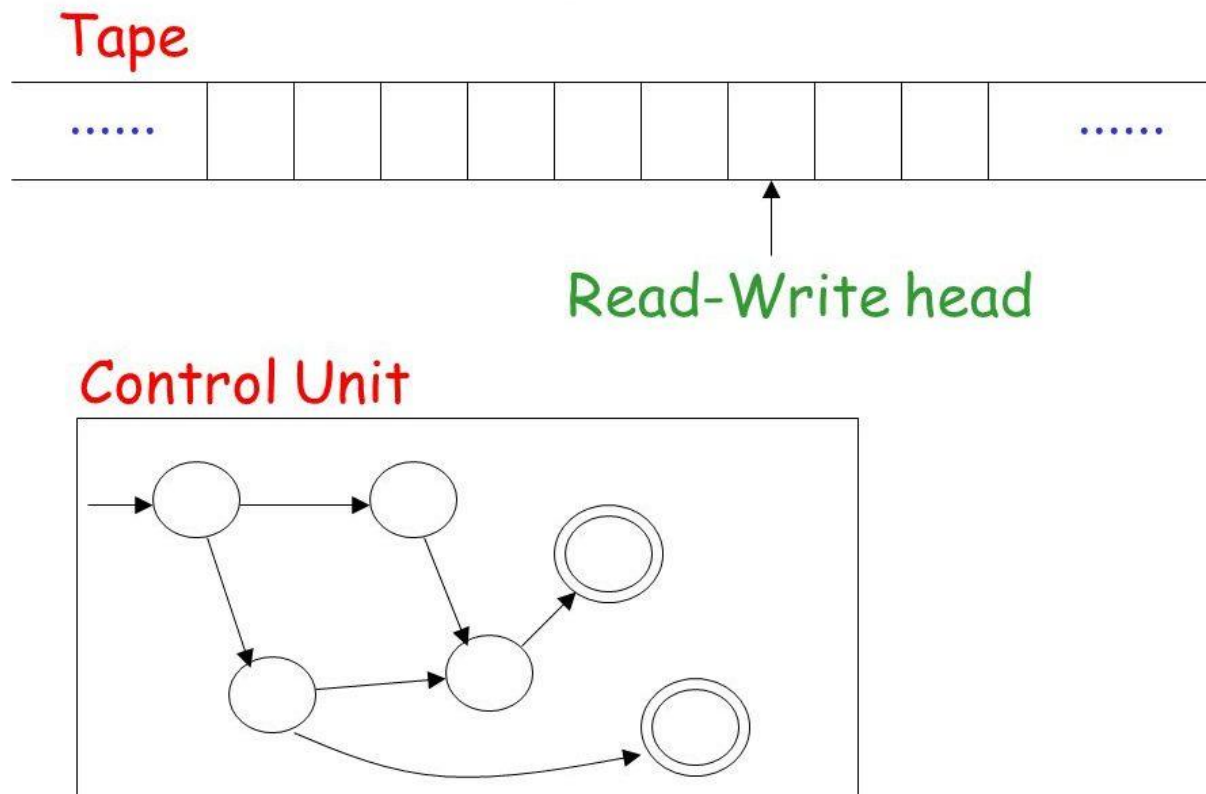 Tape
......
......
Read-Write head
Control Unit